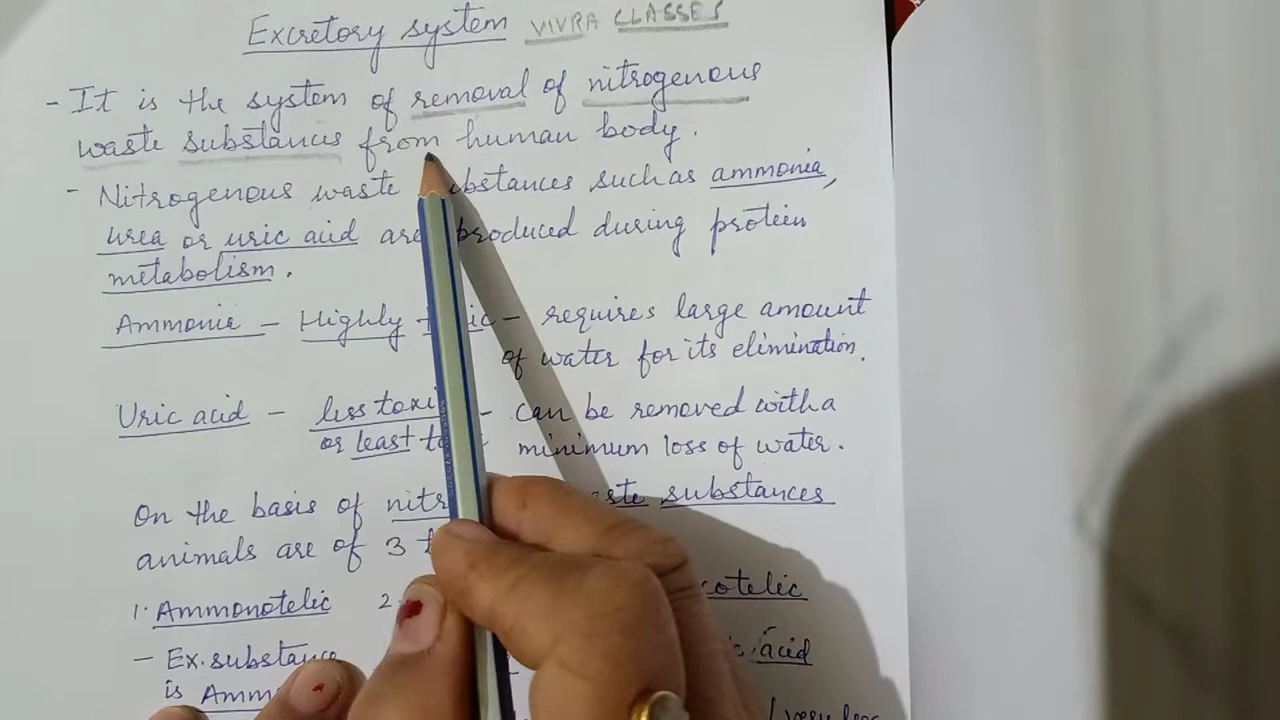 Excretory system VIVRA CLASSES
- It is the system of removal of nitrogenous
waste substances from human body.
- Nitrogenous waste substances such as ammonia,
urea or uric acid are produced during protein
metabolism.
Ammonia - Highly - requires large amount
of water for its elimination.
Uric acid - less toxi - can be removed with a
or least to minimum loss of water.
On the basis of nitr substances
animals are of 3
1. Ammonotelic 2. cotelic
- Ex. substance acid
is Amm